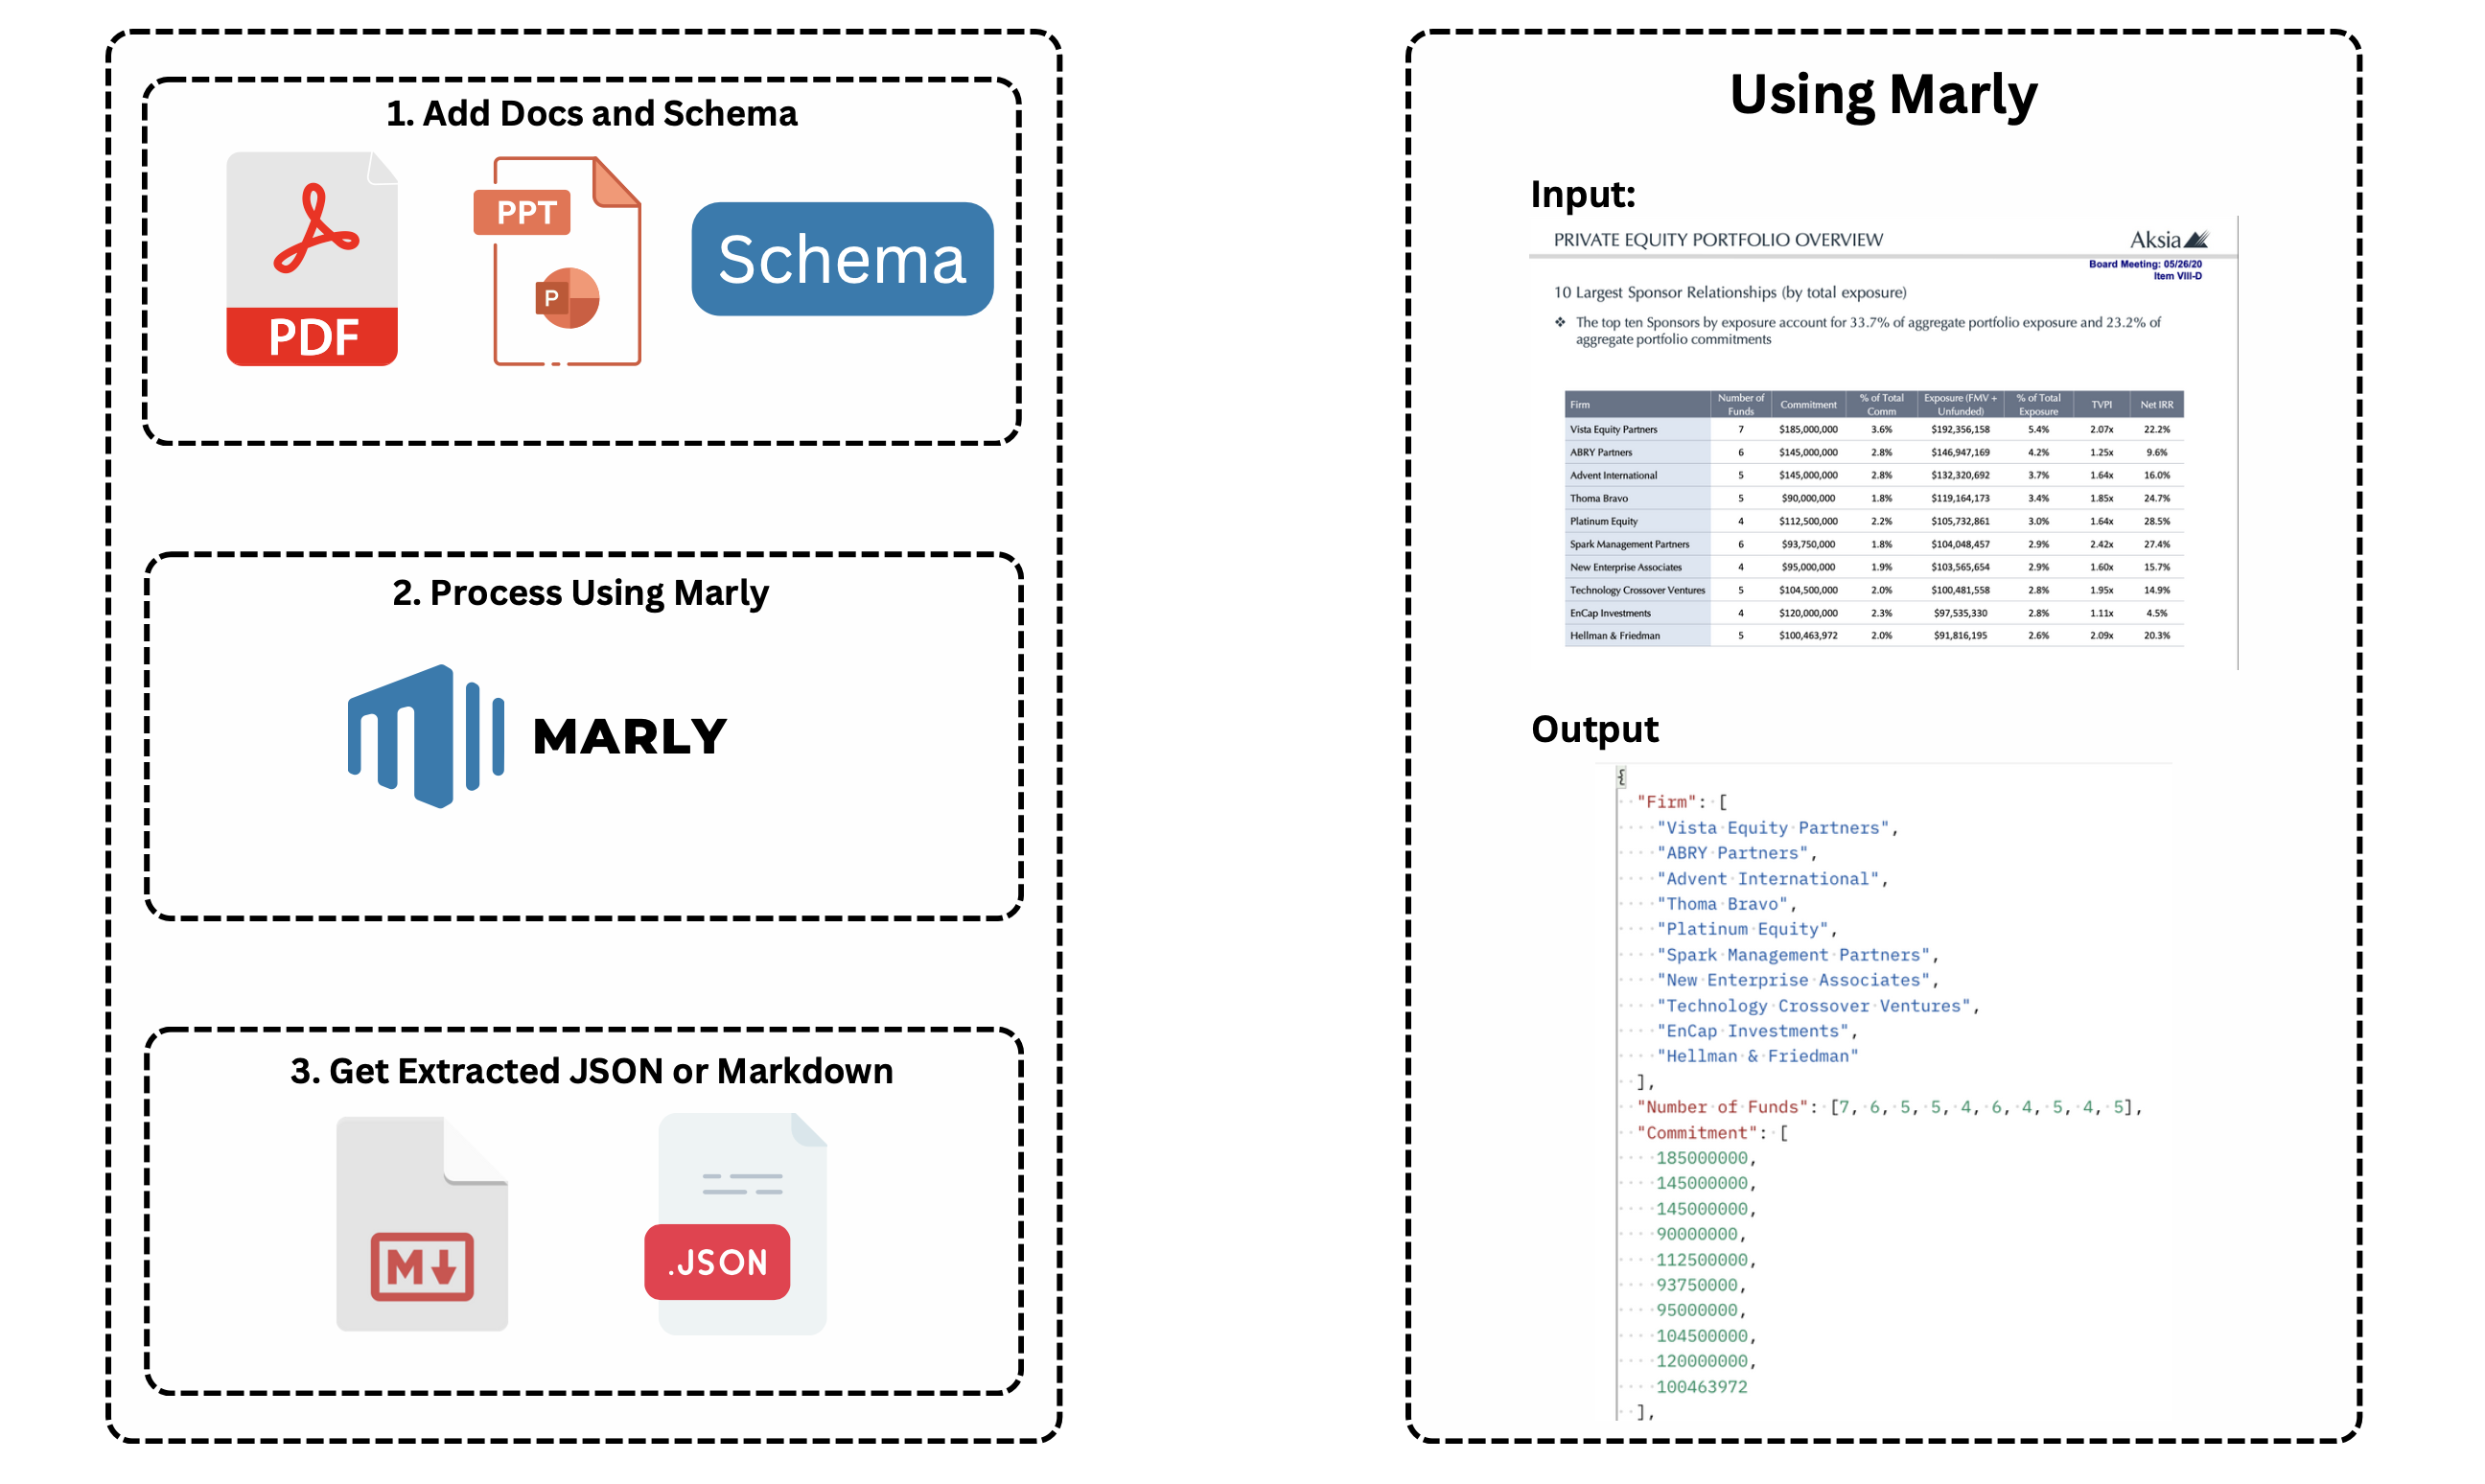 1. Add Docs and Schema
PDF
PPT
P
Schema
2. Process Using Marly
MARLY
3. Get Extracted JSON or Markdown
M
.JSON
Using Marly
Input:
PRIVATE EQUITY PORTFOLIO OVERVIEW
Aksia
Board Meeting: 05/26/20
Item VIII-D
10 Largest Sponsor Relationships (by total exposure)
❖ The top ten Sponsors by exposure account for 33.7% of aggregate portfolio exposure and 23.2% of
aggregate portfolio commitments
Firm Number of Funds Commitment % of Total Comm Exposure (FMV + Unfunded) % of Total Exposure TVPI Net IRR
Vista Equity Partners 7 $185,000,000 3.6% $192,356,158 5.4% 2.07x 22.2%
ABRY Partners 6 $145,000,000 2.8% $146,947,169 4.2% 1.25x 9.6%
Advent International 5 $145,000,000 2.8% $132,320,692 3.7% 1.64x 16.0%
Thoma Bravo 5 $90,000,000 1.8% $119,164,173 3.4% 1.85x 24.7%
Platinum Equity 4 $112,500,000 2.2% $105,732,861 3.0% 1.64x 28.5%
Spark Management Partners 6 $93,750,000 1.8% $104,048,457 2.9% 2.42x 27.4%
New Enterprise Associates 4 $95,000,000 1.9% $103,565,654 2.9% 1.60x 15.7%
Technology Crossover Ventures 5 $104,500,000 2.0% $100,481,558 2.8% 1.95x 14.9%
EnCap Investments 4 $120,000,000 2.3% $97,535,330 2.8% 1.11x 4.5%
Hellman & Friedman 5 $100,463,972 2.0% $91,816,195 2.6% 2.09x 20.3%
Output
{
"Firm": [
"Vista Equity Partners",
"ABRY Partners",
"Advent International",
"Thoma Bravo",
"Platinum Equity",
"Spark Management Partners",
"New Enterprise Associates",
"Technology Crossover Ventures",
"EnCap Investments",
"Hellman & Friedman"
],
"Number of Funds": [7, 6, 5, 5, 4, 6, 4, 5, 4, 5],
"Commitment": [
185000000,
145000000,
145000000,
90000000,
112500000,
93750000,
95000000,
104500000,
120000000,
100463972
],